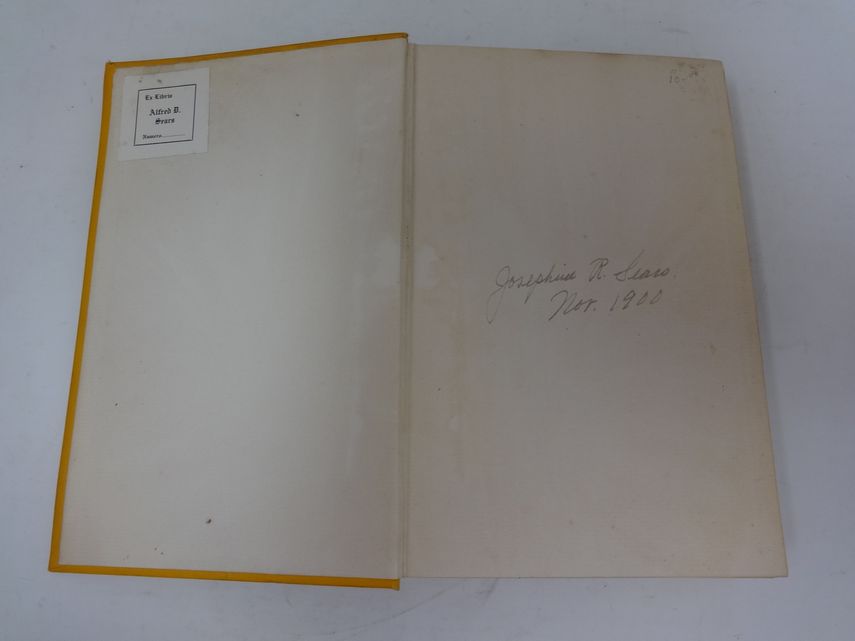 Ex Libris
Alfred D.
Sears
Numero
Josephine R. Sears.
Nov. 1900